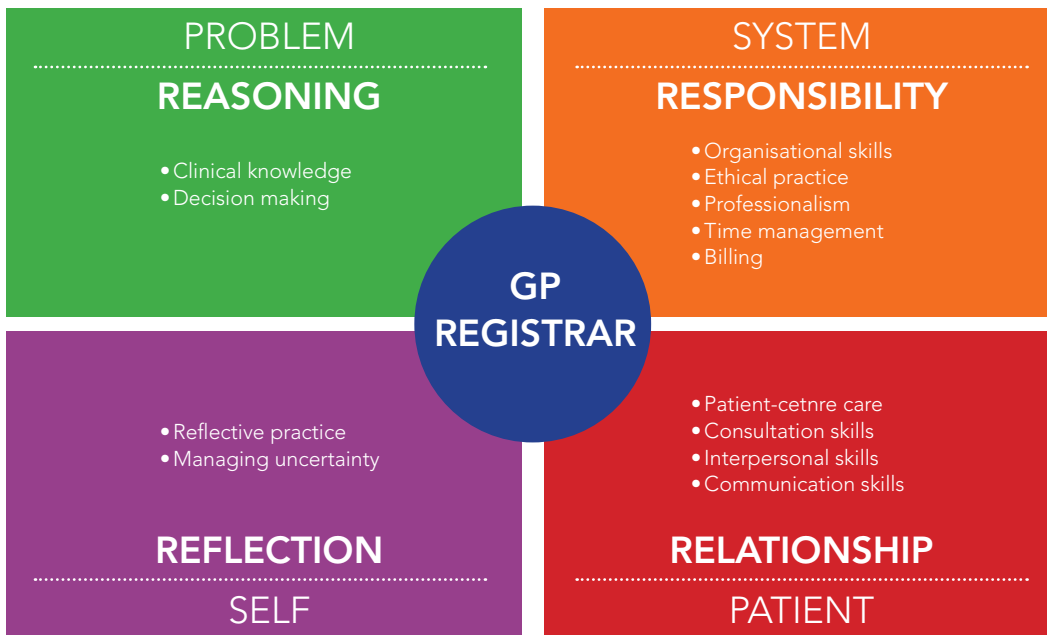 PROBLEM
REASONING
• Clinical knowledge
• Decision making
SYSTEM
RESPONSIBILITY
• Organisational skills
• Ethical practice
• Professionalism
• Time management
• Billing
GP
REGISTRAR
• Reflective practice
• Managing uncertainty
REFLECTION
SELF
• Patient-cetnre care
• Consultation skills
• Interpersonal skills
• Communication skills
RELATIONSHIP
PATIENT